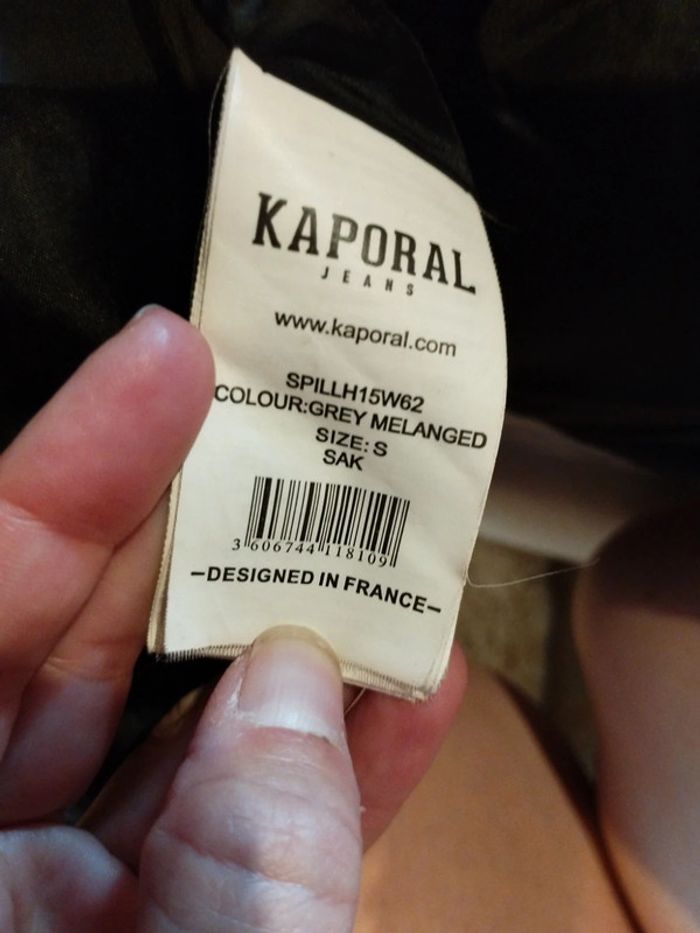 KAPORAL
JEANS
www.kaporal.com
SPILLH15W62
COLOUR:GREY MELANGED
SIZE: S
SAK
3 606744 118109
–DESIGNED IN FRANCE–